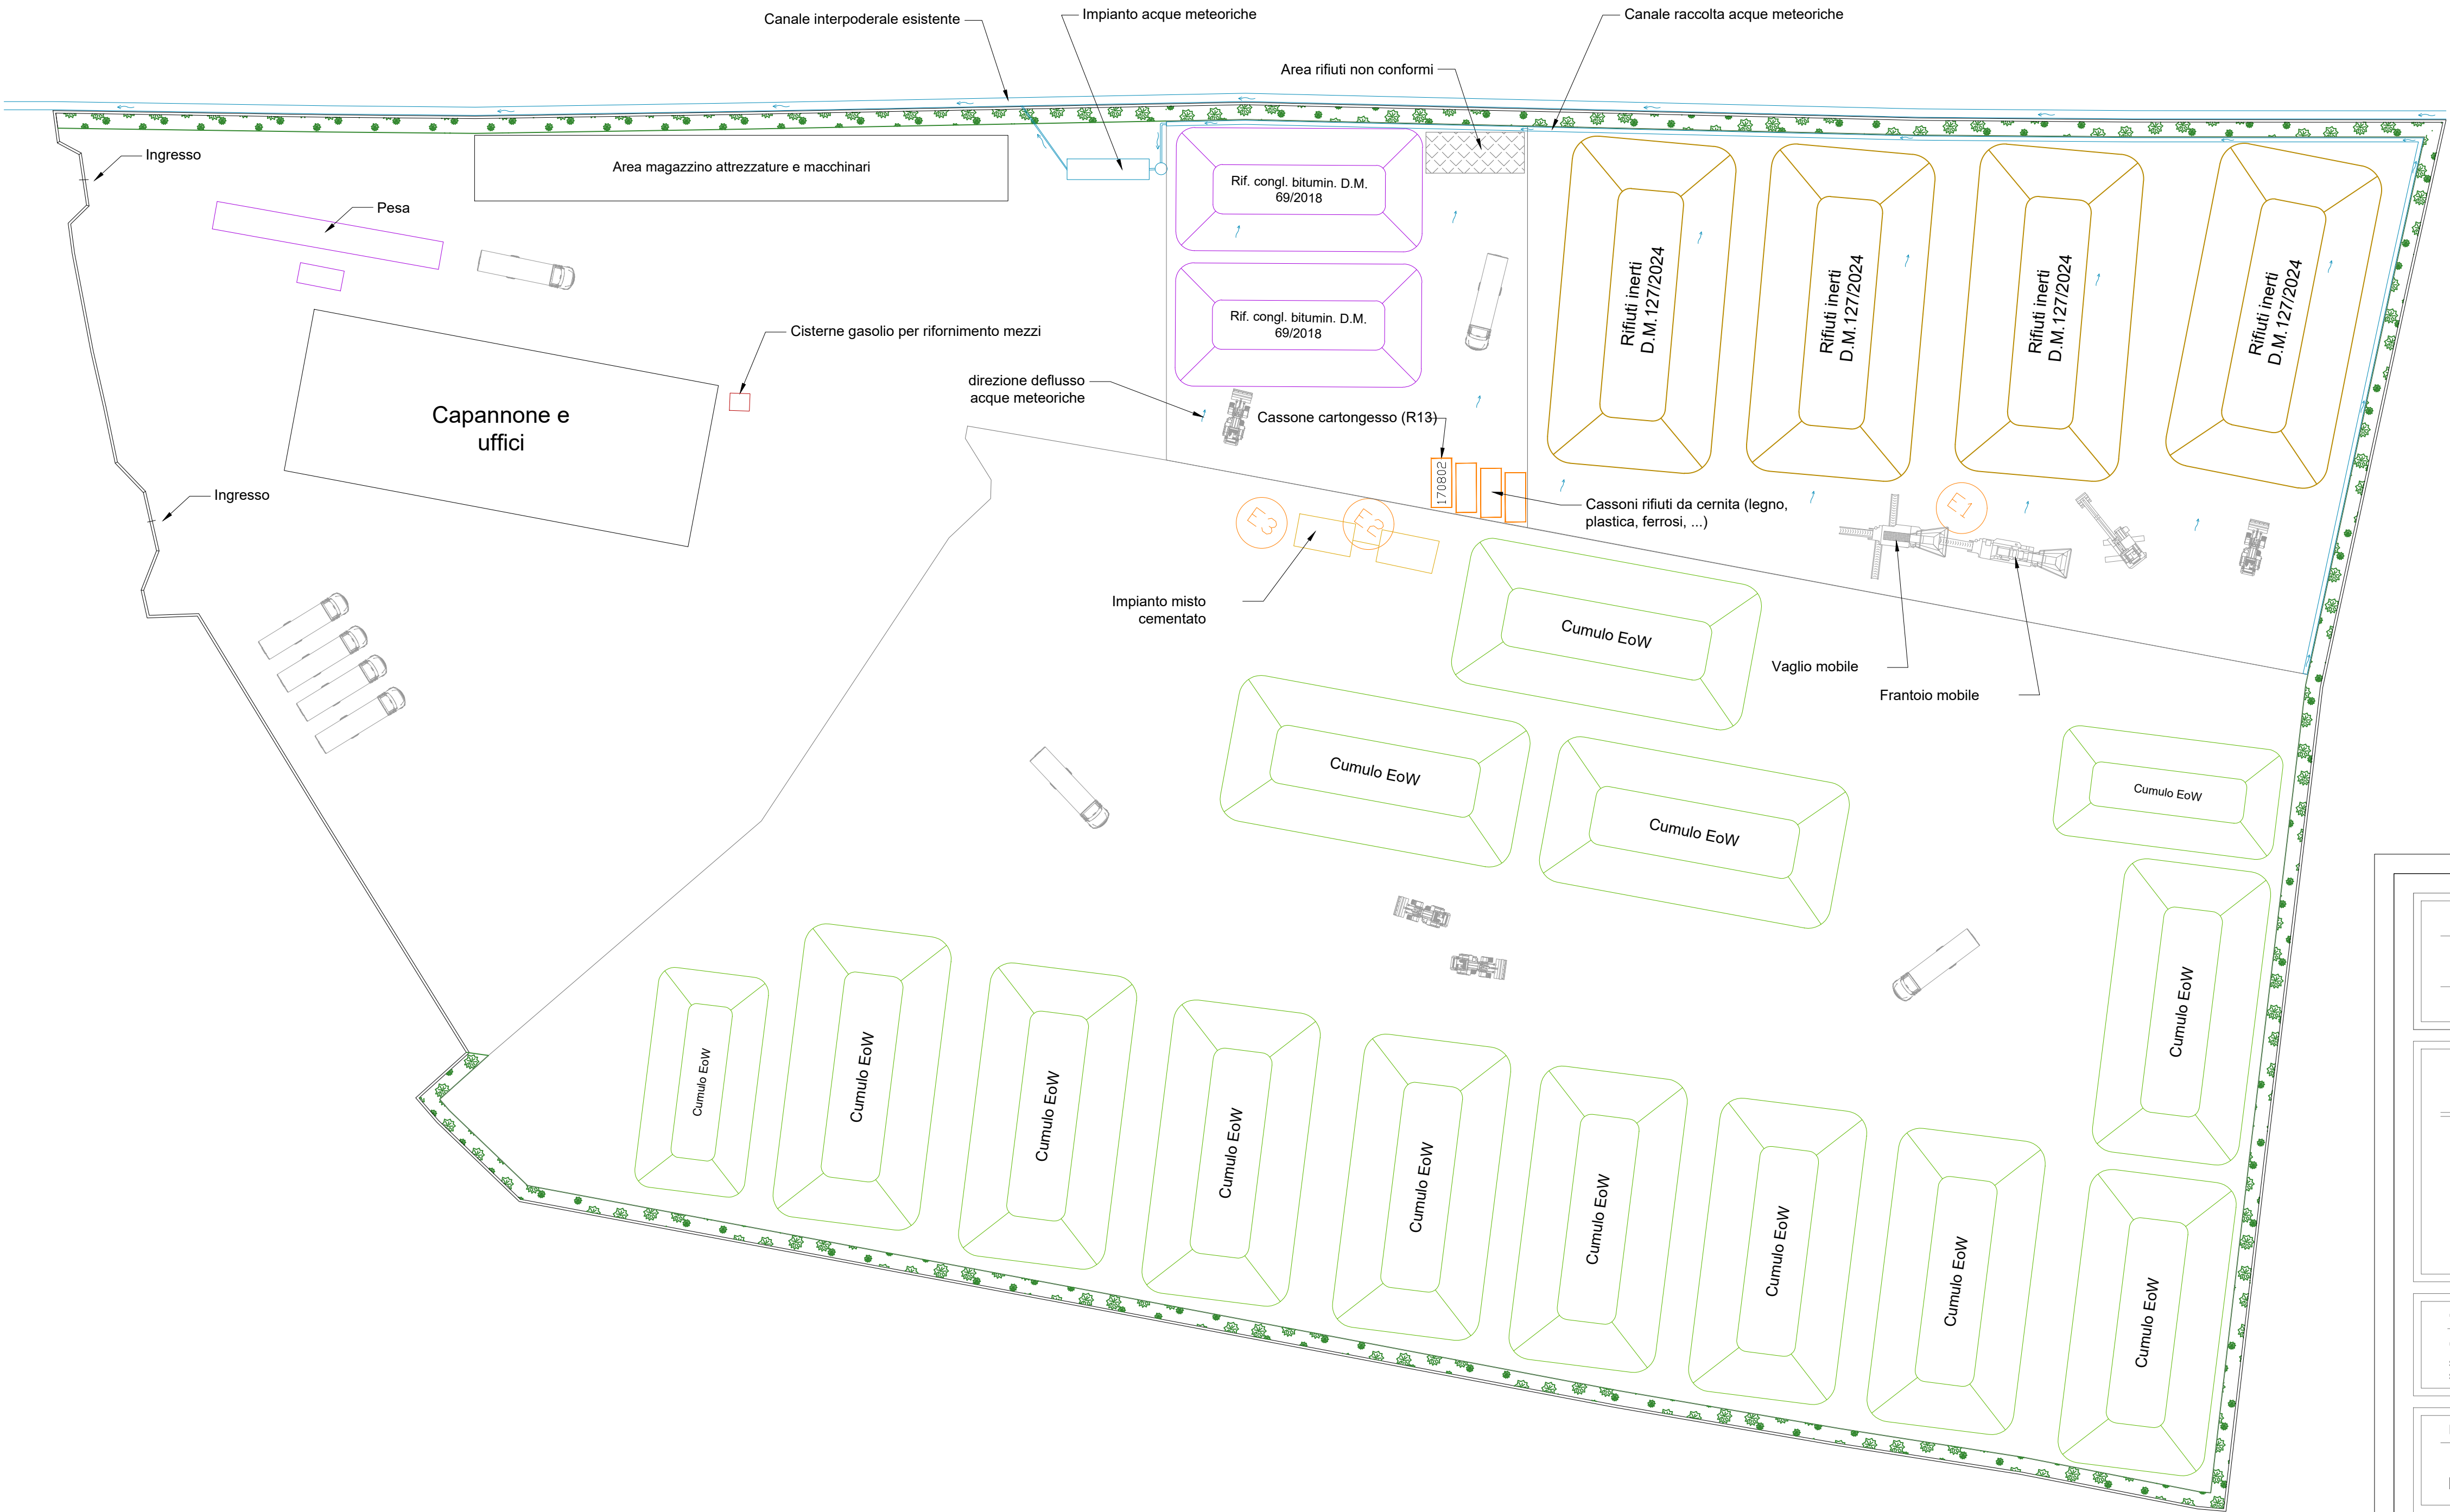 Canale interpoderale esistente
Impianto acque meteoriche
Canale raccolta acque meteoriche
Area rifiuti non conformi
Ingresso
Area magazzino attrezzature e macchinari
Pesa
Rif. congl. bitumin. D.M.
69/2018
Rif. congl. bitumin. D.M.
69/2018
Rifiuti inerti
D.M.127/2024
Rifiuti inerti
D.M.127/2024
Rifiuti inerti
D.M.127/2024
Rifiuti inerti
D.M.127/2024
Cisterne gasolio per rifornimento mezzi
direzione deflusso
acque meteoriche
Capannone e
uffici
Cassone cartongesso (R13)
170802
Ingresso
Cassoni rifiuti da cernita (legno,
plastica, ferrosi, ...)
E3
E2
E1
Impianto misto
cementato
Vaglio mobile
Frantoio mobile
Cumulo EoW
Cumulo EoW
Cumulo EoW
Cumulo EoW
Cumulo EoW
Cumulo EoW
Cumulo EoW
Cumulo EoW
Cumulo EoW
Cumulo EoW
Cumulo EoW
Cumulo EoW
Cumulo EoW
Cumulo EoW